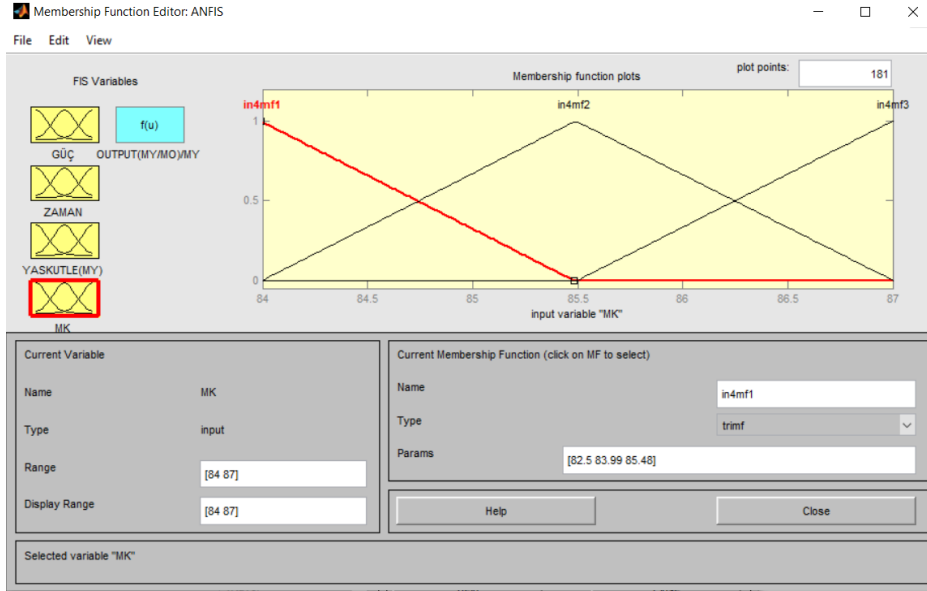 Membership Function Editor: ANFIS
File Edit View
FIS Variables
Membership function plots
plot points: 181
f(u)
GÜÇ OUTPUT(MY/MO)/MY
ZAMAN
YASKUTLE(MY)
MK
in4mf1 in4mf2 in4mf3
1
0.5
0
84 84.5 85 85.5 86 86.5 87
input variable "MK"
Current Variable
Name MK
Type input
Range [84 87]
Display Range [84 87]
Current Membership Function (click on MF to select)
Name in4mf1
Type trimf
Params [82.5 83.99 85.48]
Help Close
Selected variable "MK"